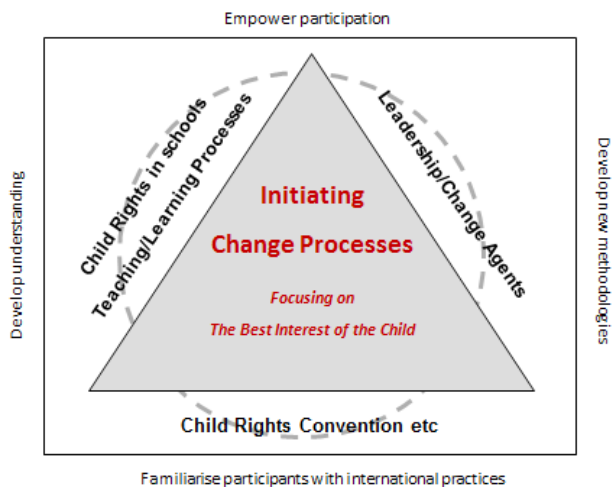 Empower participation
Develop understanding
Child Rights in schools
Teaching/Learning Processes
Leadership/Change Agents
Develop new methodologies
Initiating
Change Processes
Focusing on
The Best Interest of the Child
Child Rights Convention etc
Familiarise participants with international practices